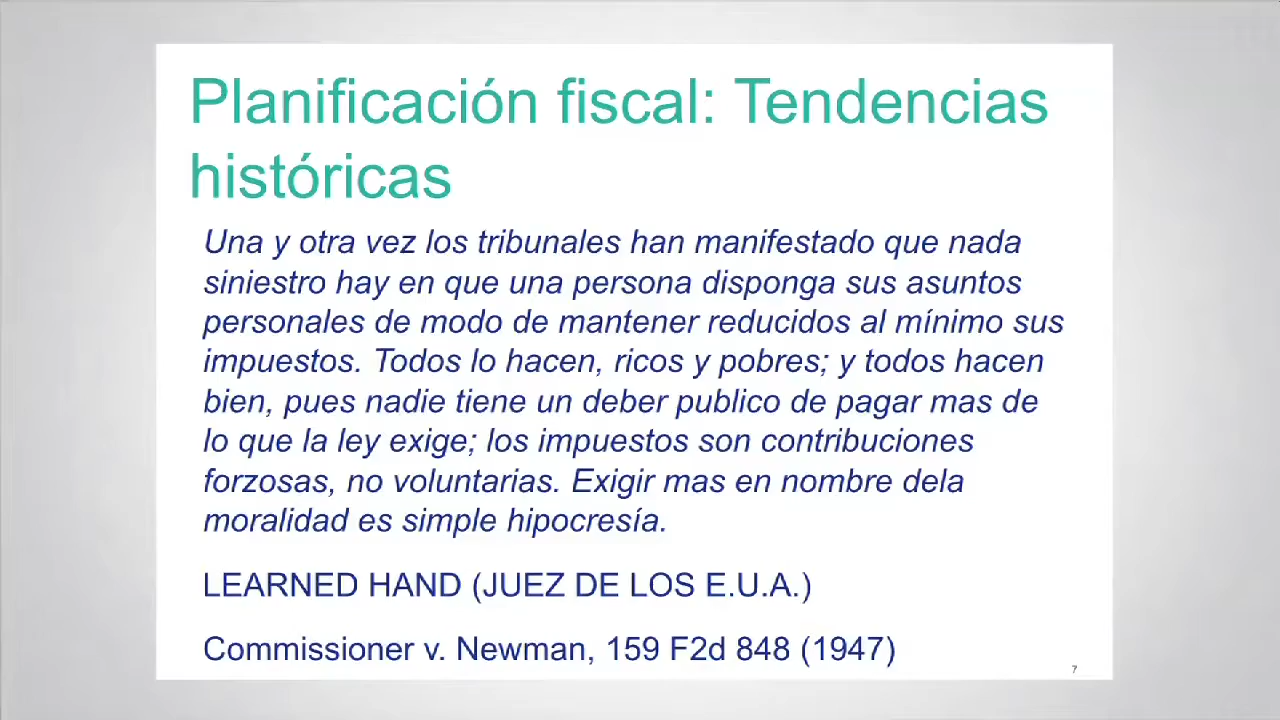 Planificación fiscal: Tendencias
históricas
Una y otra vez los tribunales han manifestado que nada
siniestro hay en que una persona disponga sus asuntos
personales de modo de mantener reducidos al mínimo sus
impuestos. Todos lo hacen, ricos y pobres; y todos hacen
bien, pues nadie tiene un deber publico de pagar mas de
lo que la ley exige; los impuestos son contribuciones
forzosas, no voluntarias. Exigir mas en nombre dela
moralidad es simple hipocresía.
LEARNED HAND (JUEZ DE LOS E.U.A.)
Commissioner v. Newman, 159 F2d 848 (1947)
7